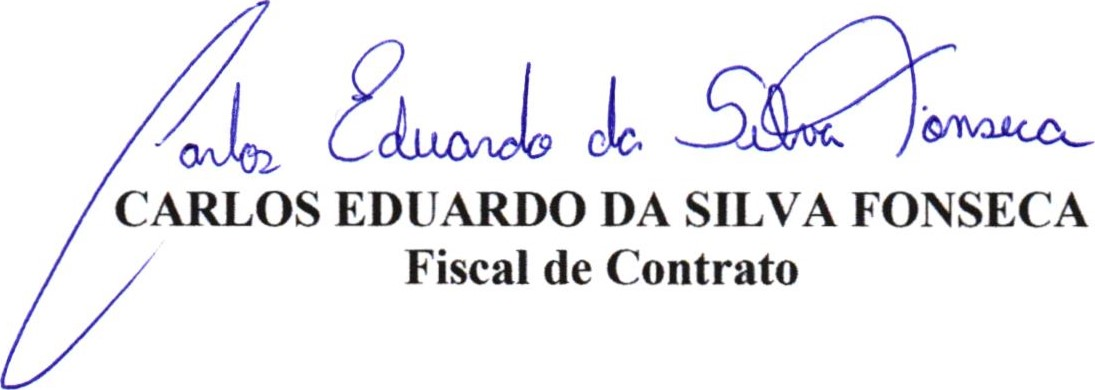 Carlos Eduardo da Silva Fonseca
CARLOS EDUARDO DA SILVA FONSECA
Fiscal de Contrato